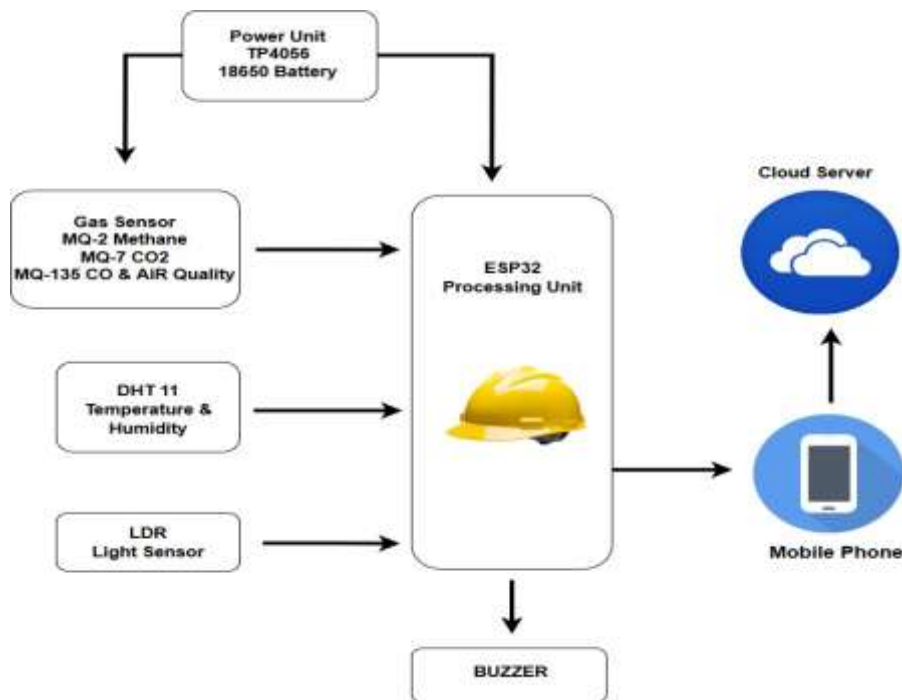 Power Unit
TP4056
18650 Battery
Cloud Server
Gas Sensor
MQ-2 Methane
MQ-7 CO2
MQ-135 CO & AIR Quality
ESP32
Processing Unit
DHT 11
Temperature &
Humidity
LDR
Light Sensor
Mobile Phone
BUZZER